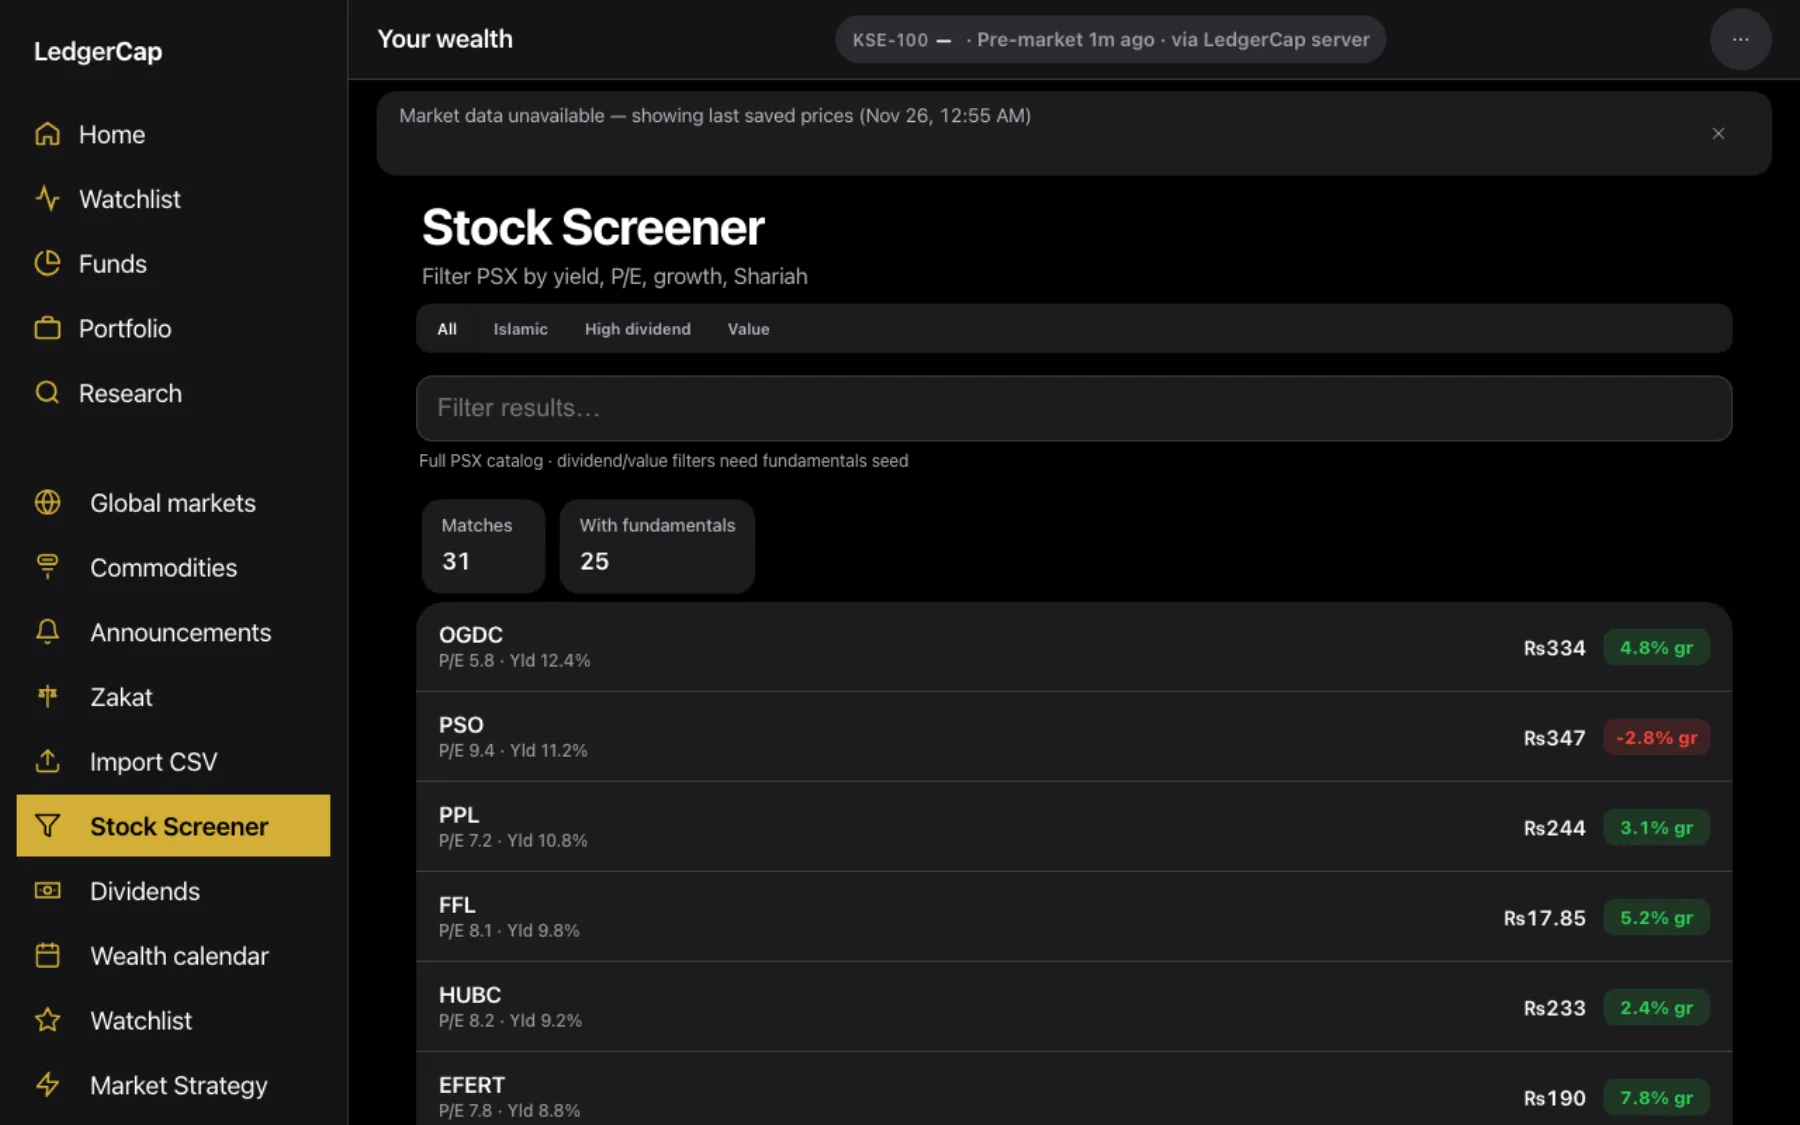 LedgerCap
Home
Watchlist
Funds
Portfolio
Research
Global markets
Commodities
Announcements
Zakat
Import CSV
Stock Screener
Dividends
Wealth calendar
Watchlist
Market Strategy
Your wealth
KSE-100 — · Pre-market 1m ago · via LedgerCap server
Market data unavailable — showing last saved prices (Nov 26, 12:55 AM)
Stock Screener
Filter PSX by yield, P/E, growth, Shariah
All Islamic High dividend Value
Filter results...
Full PSX catalog · dividend/value filters need fundamentals seed
Matches
31
With fundamentals
25
OGDC
P/E 5.8 · Yld 12.4%
Rs334 4.8% gr
PSO
P/E 9.4 · Yld 11.2%
Rs347 -2.8% gr
PPL
P/E 7.2 · Yld 10.8%
Rs244 3.1% gr
FFL
P/E 8.1 · Yld 9.8%
Rs17.85 5.2% gr
HUBC
P/E 8.2 · Yld 9.2%
Rs233 2.4% gr
EFERT
P/E 7.8 · Yld 8.8%
Rs190 7.8% gr